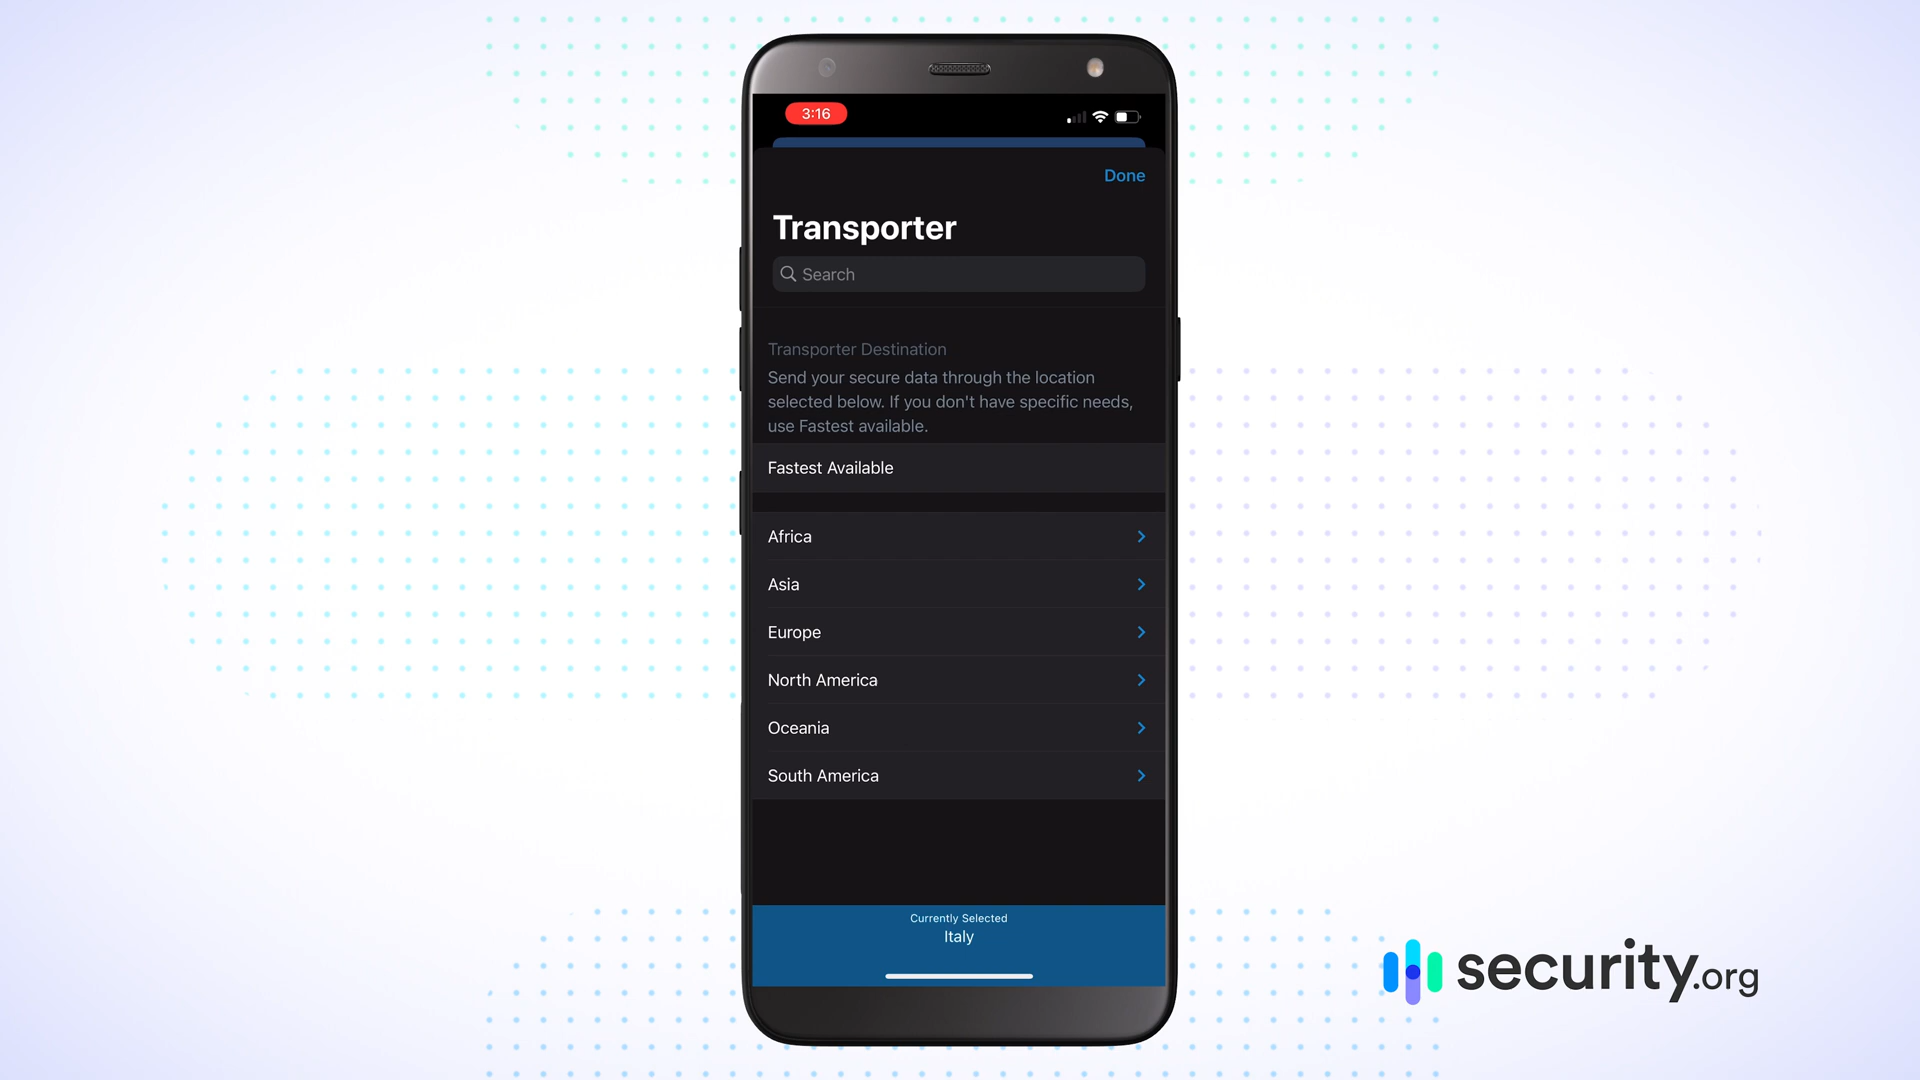 3:16
Done
Transporter
Search
Transporter Destination
Send your secure data through the location
selected below. If you don't have specific needs,
use Fastest available.
Fastest Available
Africa
Asia
Europe
North America
Oceania
South America
Currently Selected
Italy
security.org